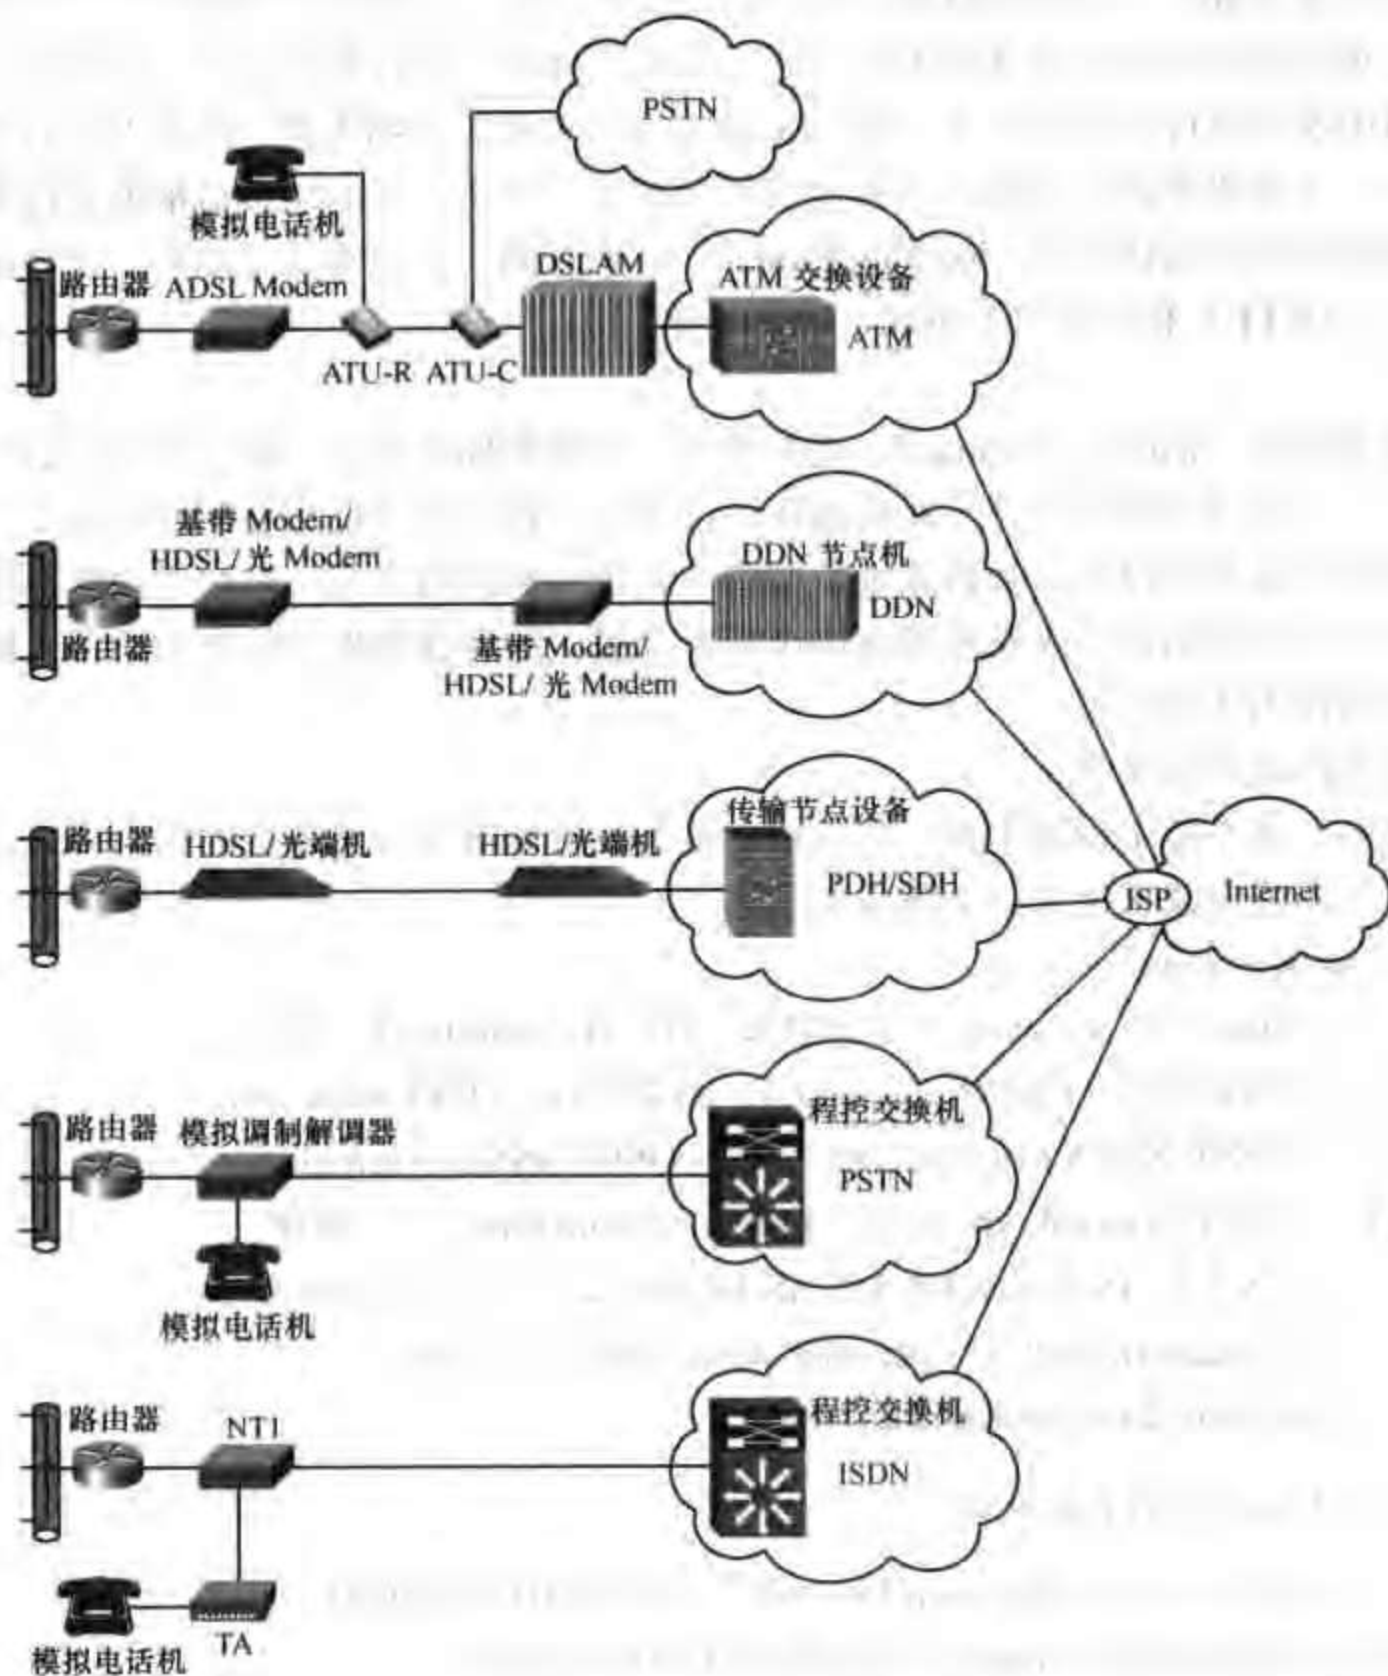 PSTN
模拟电话机
路由器
ADSL Modem
DSLAM
ATM 交换设备
ATM
ATU-R
ATU-C
基带 Modem/
HDSL/光 Modem
路由器
基带 Modem/
HDSL/光 Modem
DDN 节点机
DDN
路由器
HDSL/光端机
HDSL/光端机
传输节点设备
PDH/SDH
ISP
Internet
路由器
模拟调制解调器
模拟电话机
程控交换机
PSTN
路由器
NT1
程控交换机
ISDN
模拟电话机
TA